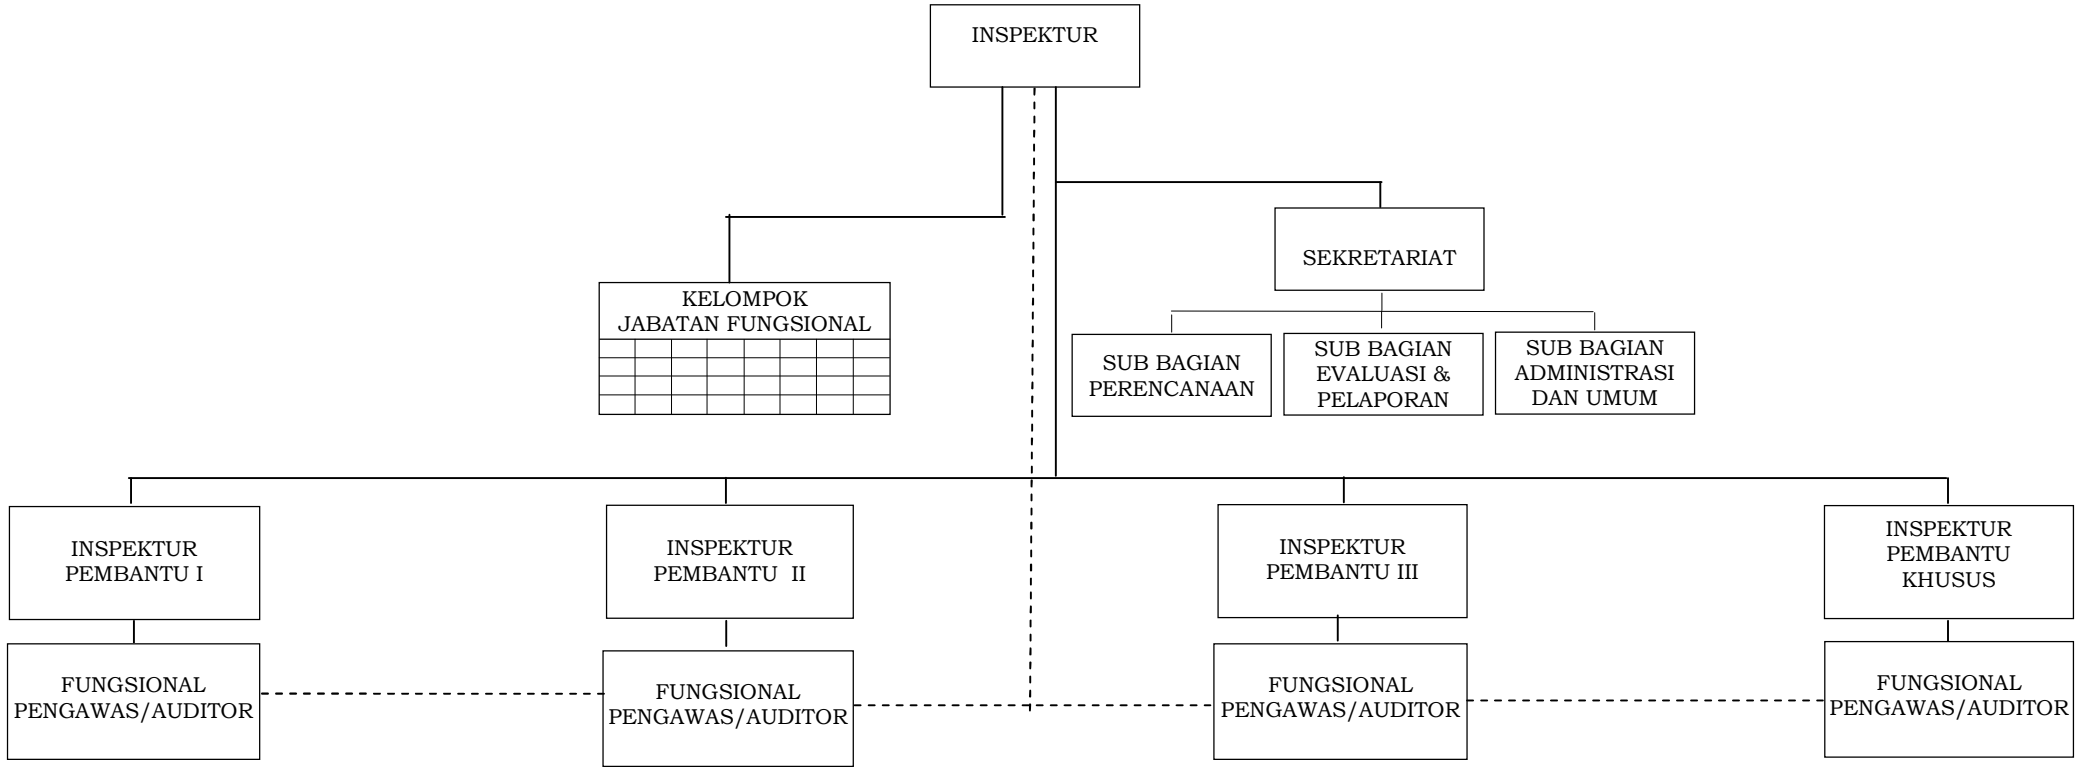 INSPEKTUR
SEKRETARIAT
KELOMPOK
JABATAN FUNGSIONAL
SUB BAGIAN
PERENCANAAN
SUB BAGIAN
EVALUASI &
PELAPORAN
SUB BAGIAN
ADMINISTRASI
DAN UMUM
INSPEKTUR
PEMBANTU I
INSPEKTUR
PEMBANTU  II
INSPEKTUR
PEMBANTU III
INSPEKTUR
PEMBANTU
KHUSUS
FUNGSIONAL
PENGAWAS/AUDITOR
FUNGSIONAL
PENGAWAS/AUDITOR
FUNGSIONAL
PENGAWAS/AUDITOR
FUNGSIONAL
PENGAWAS/AUDITOR